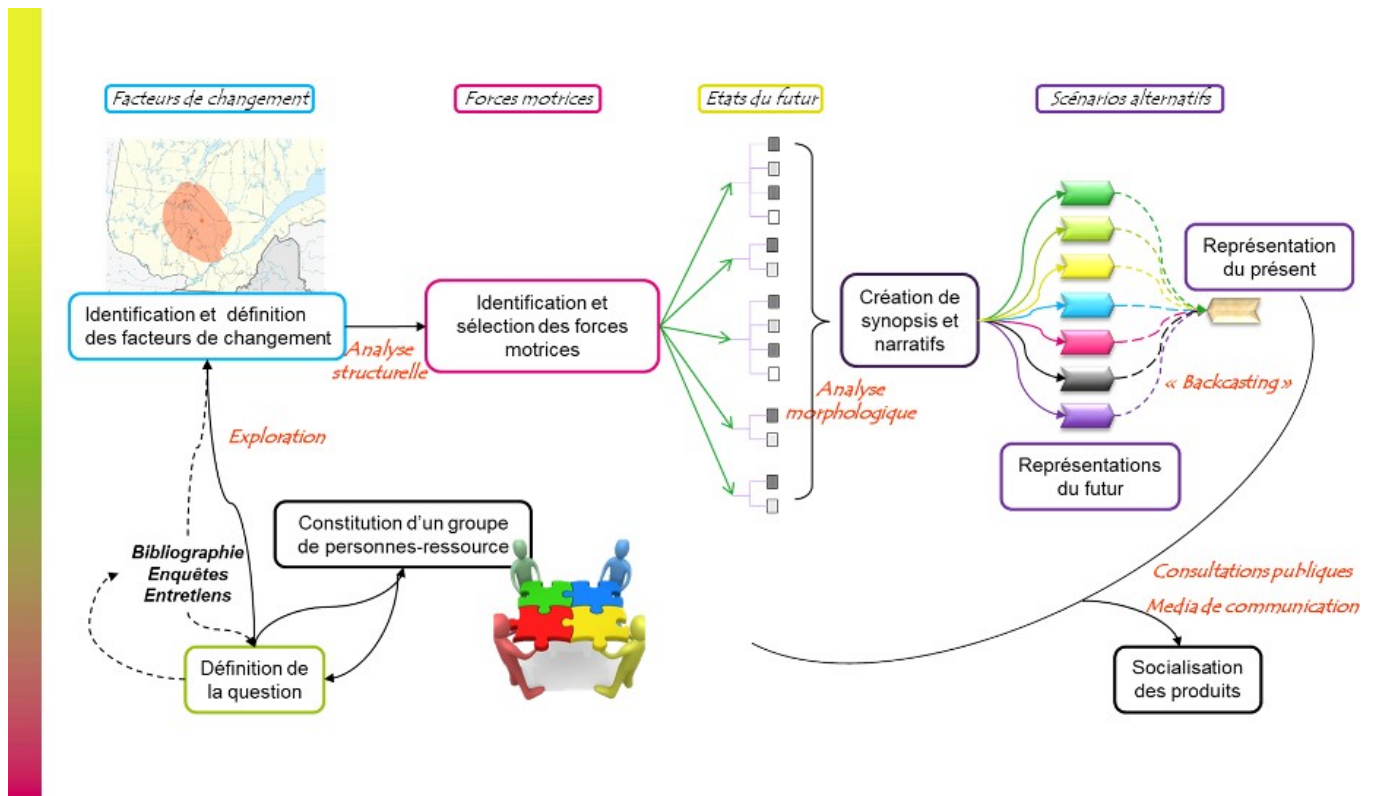 Facteurs de changement
Forces motrices
Etats du futur
Scénarios alternatifs
Identification et définition
des facteurs de changement
Analyse
structurelle
Identification et
sélection des forces
motrices
Analyse
morphologique
Création de
synopsis et
narratifs
Représentations
du futur
Représentation
du présent
« Backcasting »
Exploration
Bibliographie
Enquêtes
Entretiens
Constitution d'un groupe
de personnes-ressource
Définition de
la question
Consultations publiques
Media de communication
Socialisation
des produits